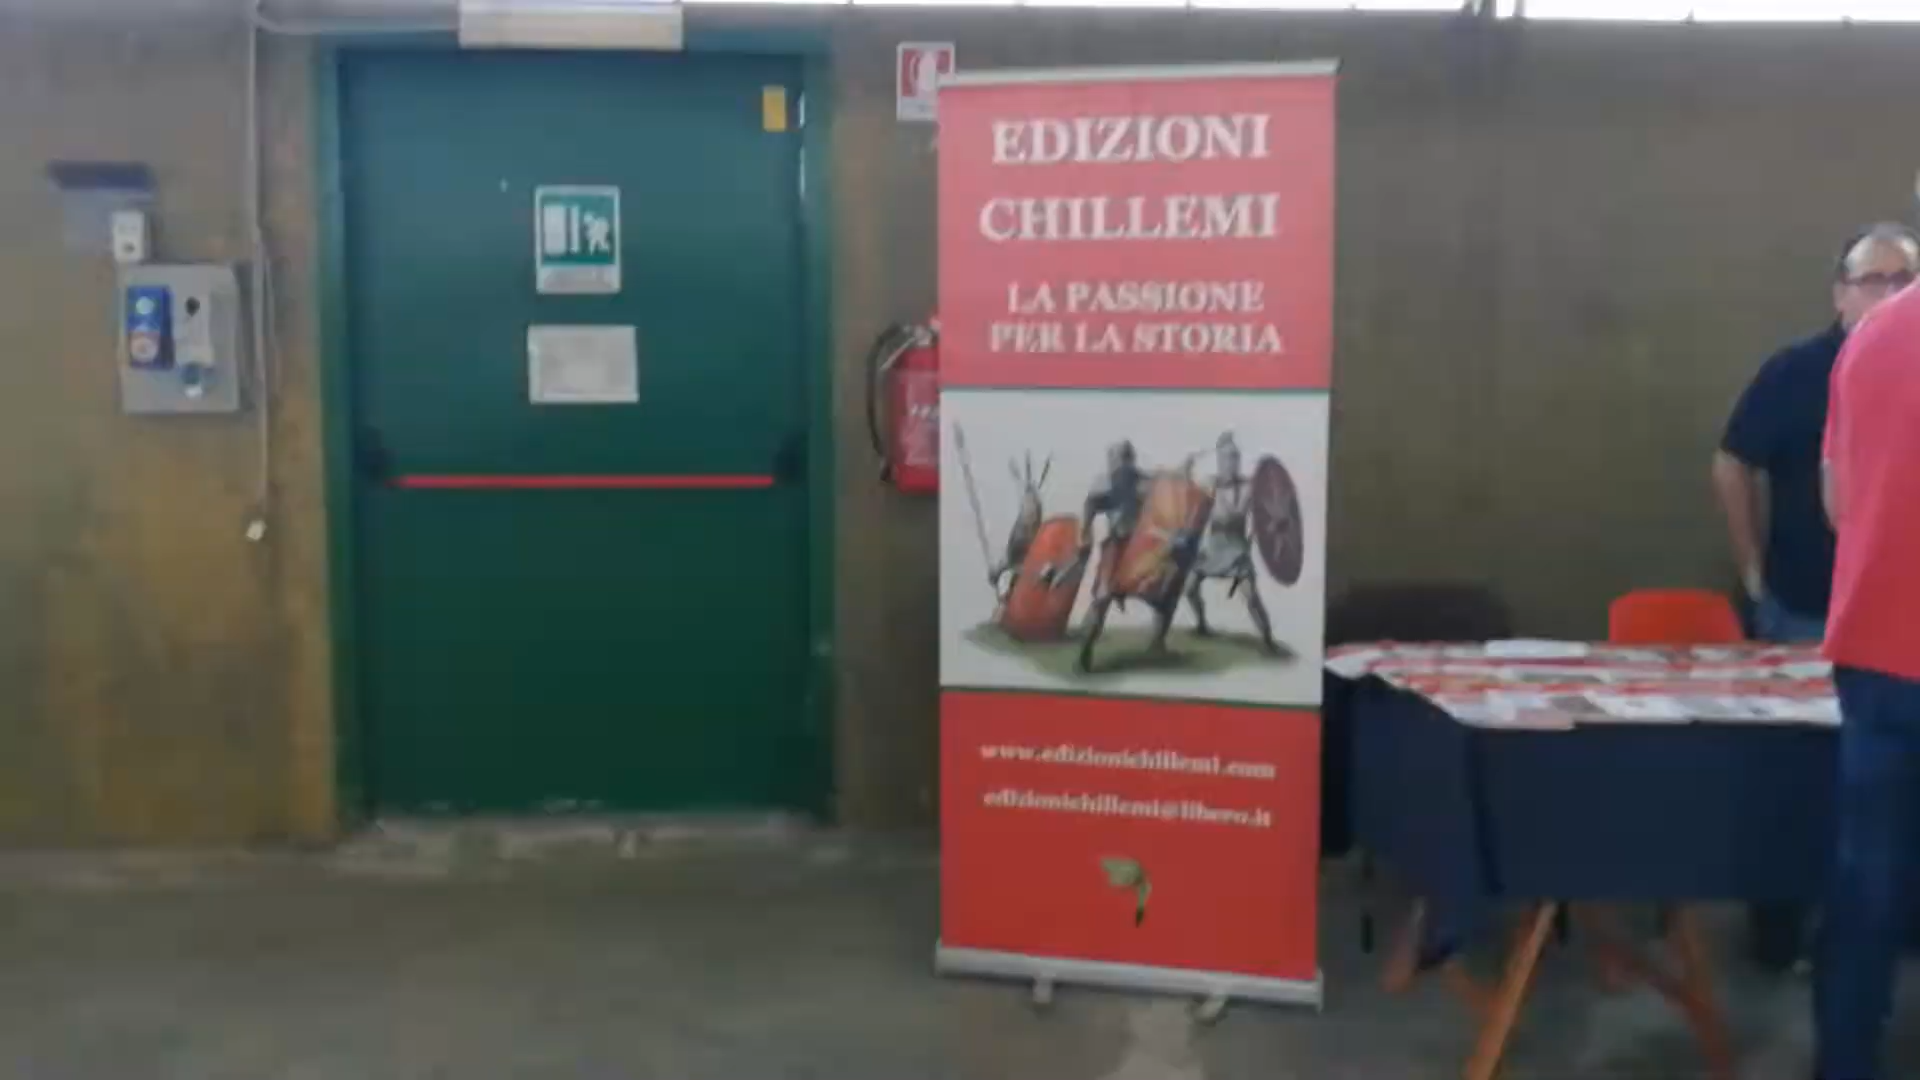 EDIZIONI
CHILLEMI
LA PASSIONE
PER LA STORIA
www.edizionichillemi.com
edizionichillemi@libero.it